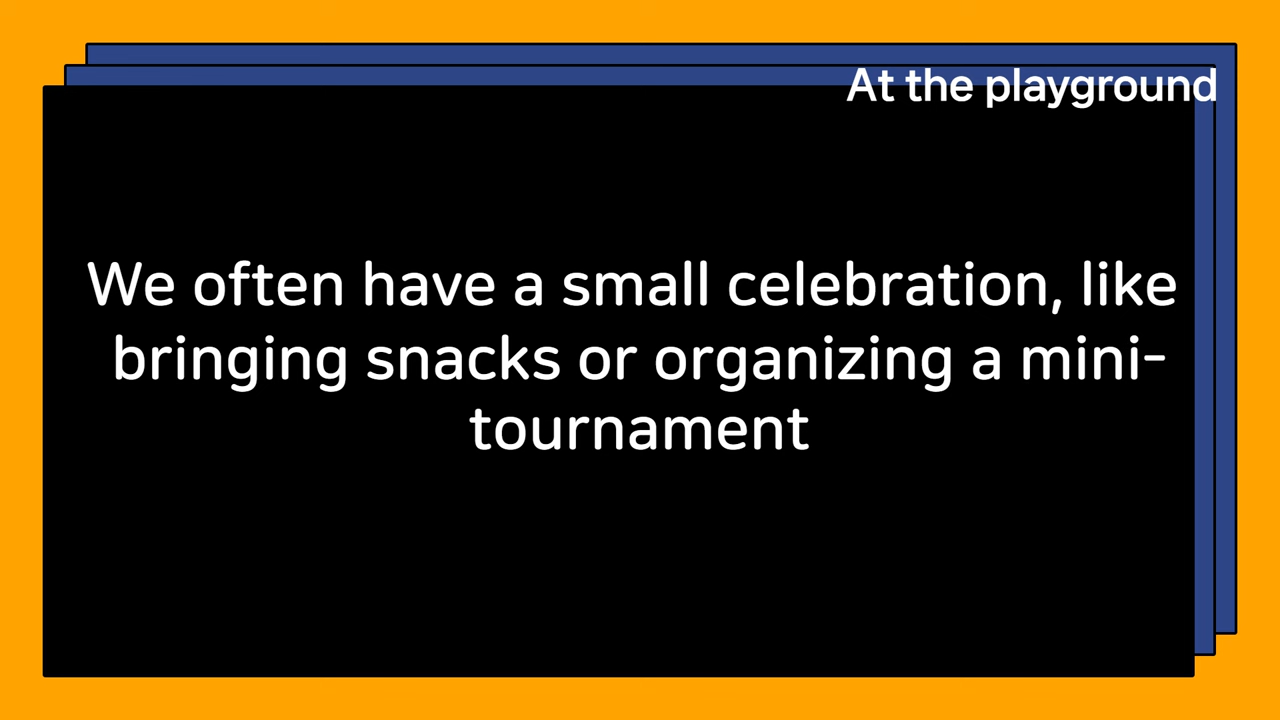 At the playground
We often have a small celebration, like
bringing snacks or organizing a mini-
tournament